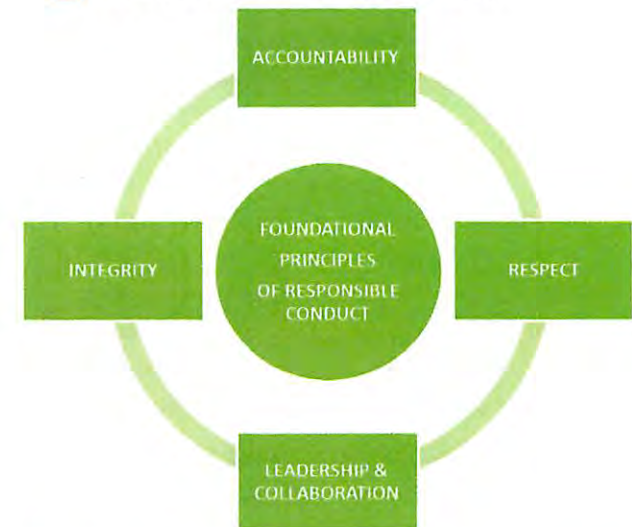 ACCOUNTABILITY
FOUNDATIONAL
PRINCIPLES
OF RESPONSIBLE
CONDUCT
INTEGRITY
RESPECT
LEADERSHIP &
COLLABORATION